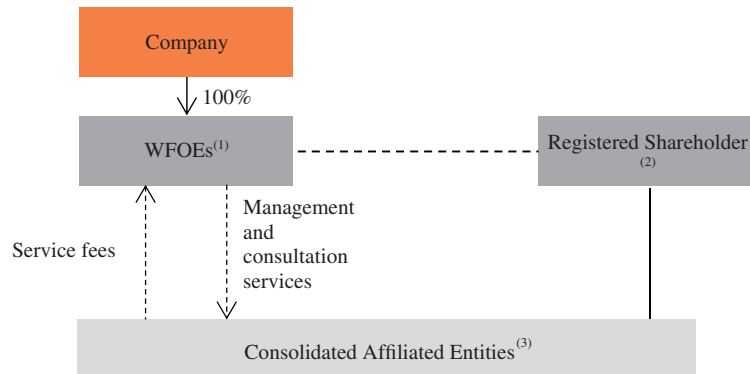 Company
100%
WFOEs(1)
Registered Shareholder
(2)
Management
and
consultation
services
Service fees
Consolidated Affiliated Entities(3)